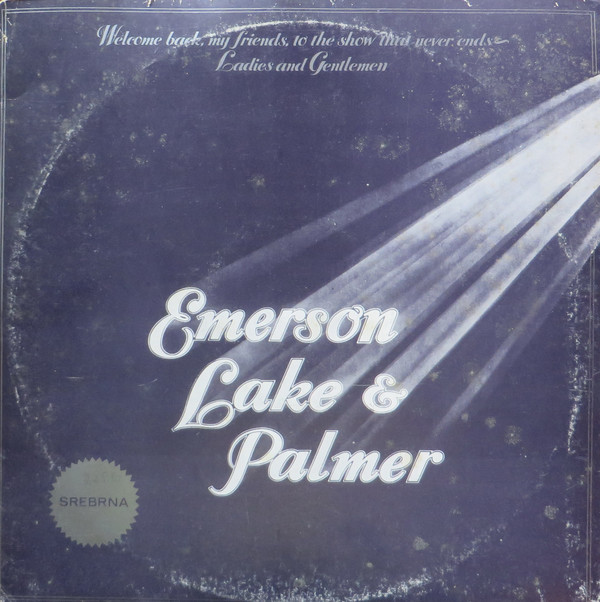 Welcome back, my friends, to the show that never ends~
Ladies and Gentlemen
Emerson
Lake &
Palmer
SREBRNA